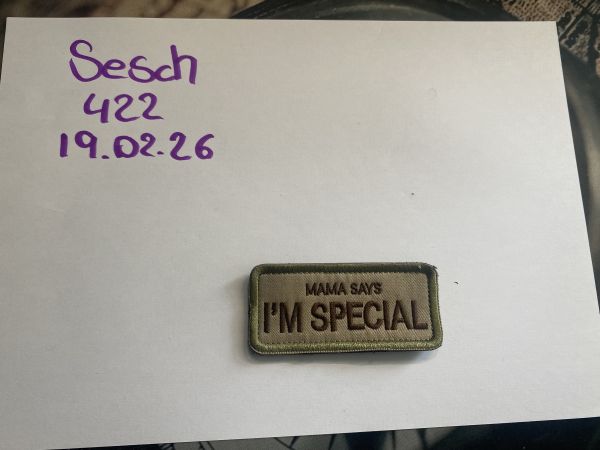 Sesch
422
19.02.26
MAMA SAYS
I'M SPECIAL